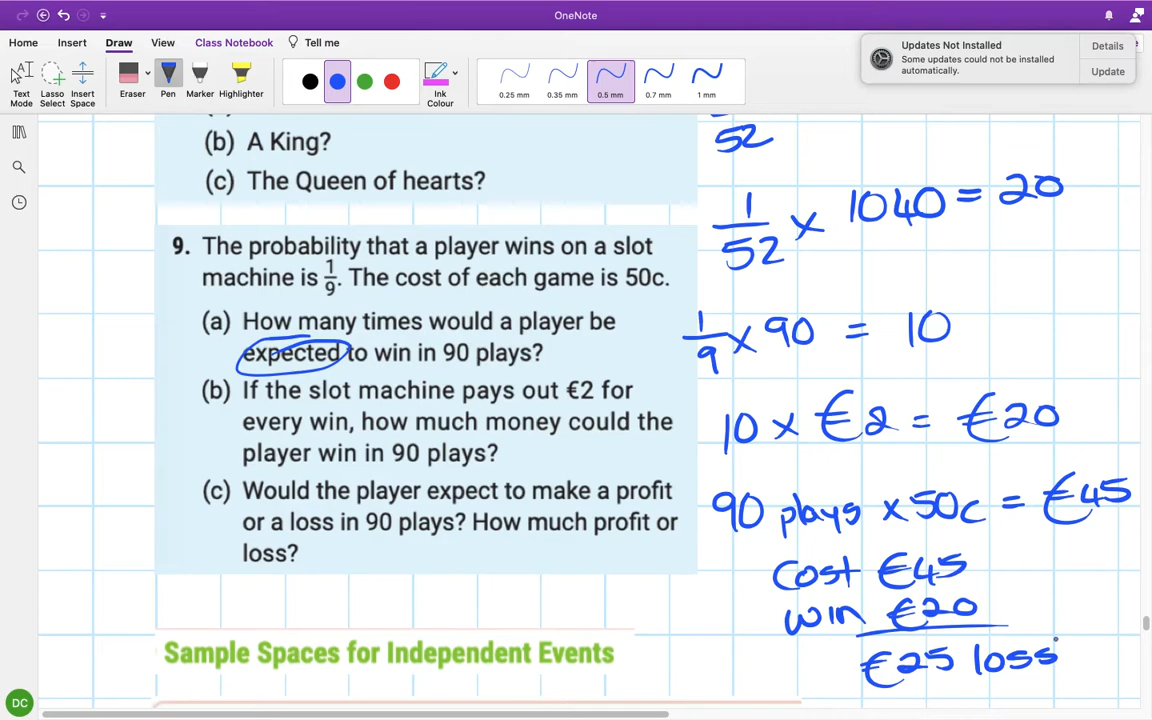 OneNote
Home Insert Draw View Class Notebook Tell me
Updates Not Installed
Some updates could not be installed
automatically.
Details
Update
Text
Mode
Lasso
Select
Insert
Space
Eraser
Pen
Marker
Highlighter
Ink
Colour
0.25 mm
0.35 mm
0.5 mm
0.7 mm
1 mm
(b) A King?
(c) The Queen of hearts?
52
1/52 x 1040 = 20
9. The probability that a player wins on a slot
machine is 1/9. The cost of each game is 50c.
(a) How many times would a player be
expected to win in 90 plays?
(b) If the slot machine pays out €2 for
every win, how much money could the
player win in 90 plays?
(c) Would the player expect to make a profit
or a loss in 90 plays? How much profit or
loss?
1/9 x 90 = 10
10 x €2 = €20
90 plays x 50c = €45
Cost €45
win €20
€25 loss
Sample Spaces for Independent Events
DC